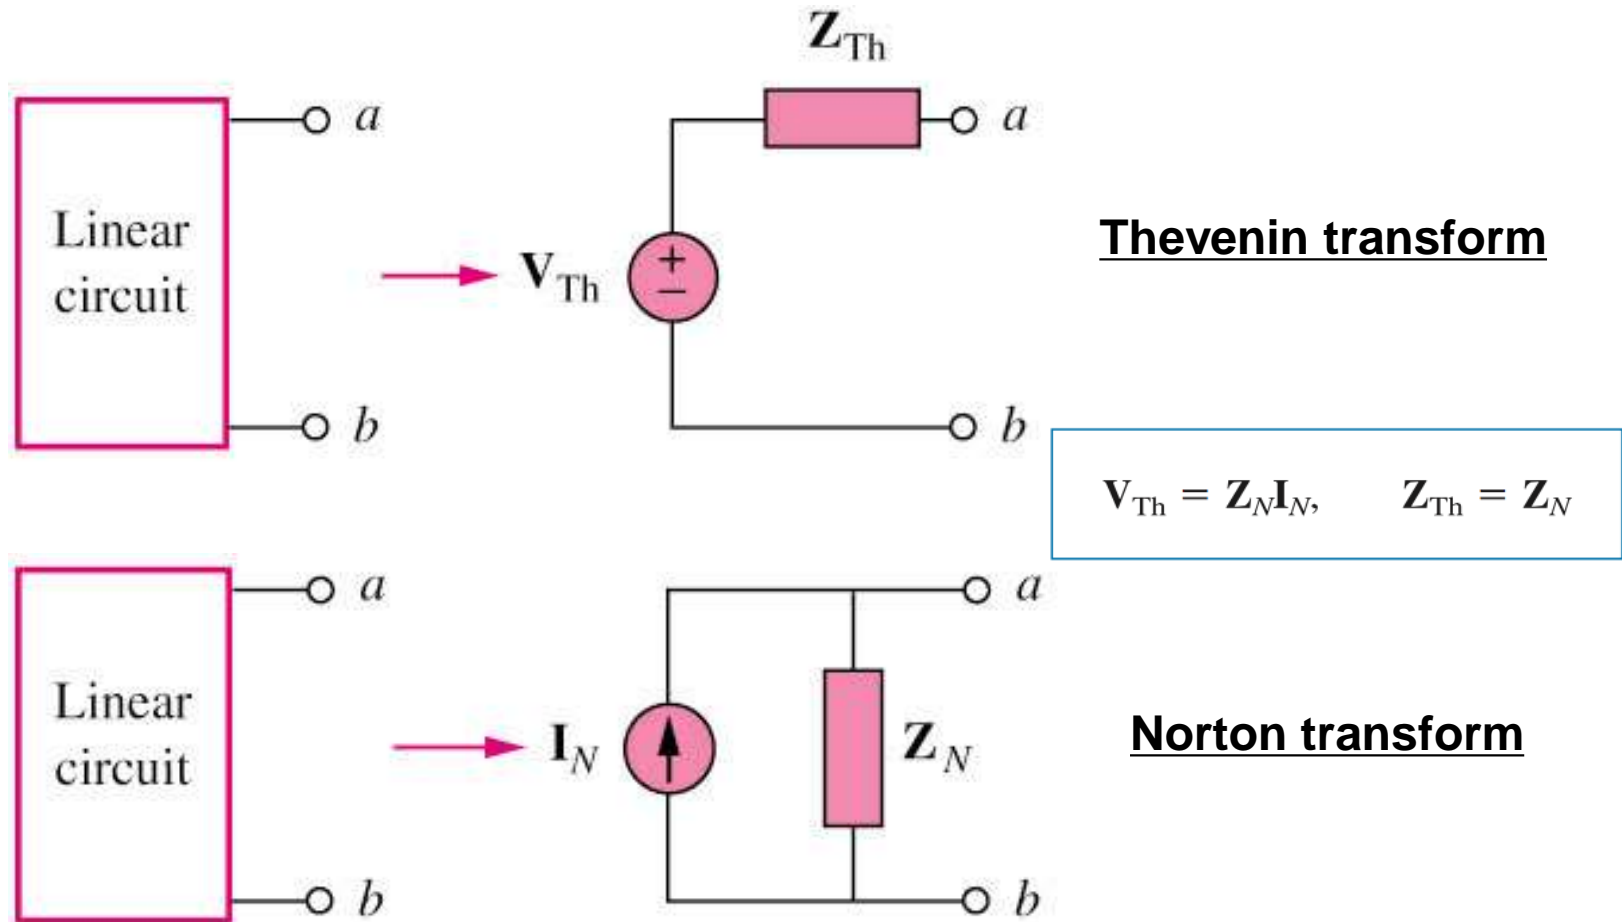 Z_Th
Linear
circuit
a
b
V_Th
+
−
a
b
Thevenin transform
V_Th = Z_N I_N, Z_Th = Z_N
Linear
circuit
a
b
I_N
Z_N
a
b
Norton transform